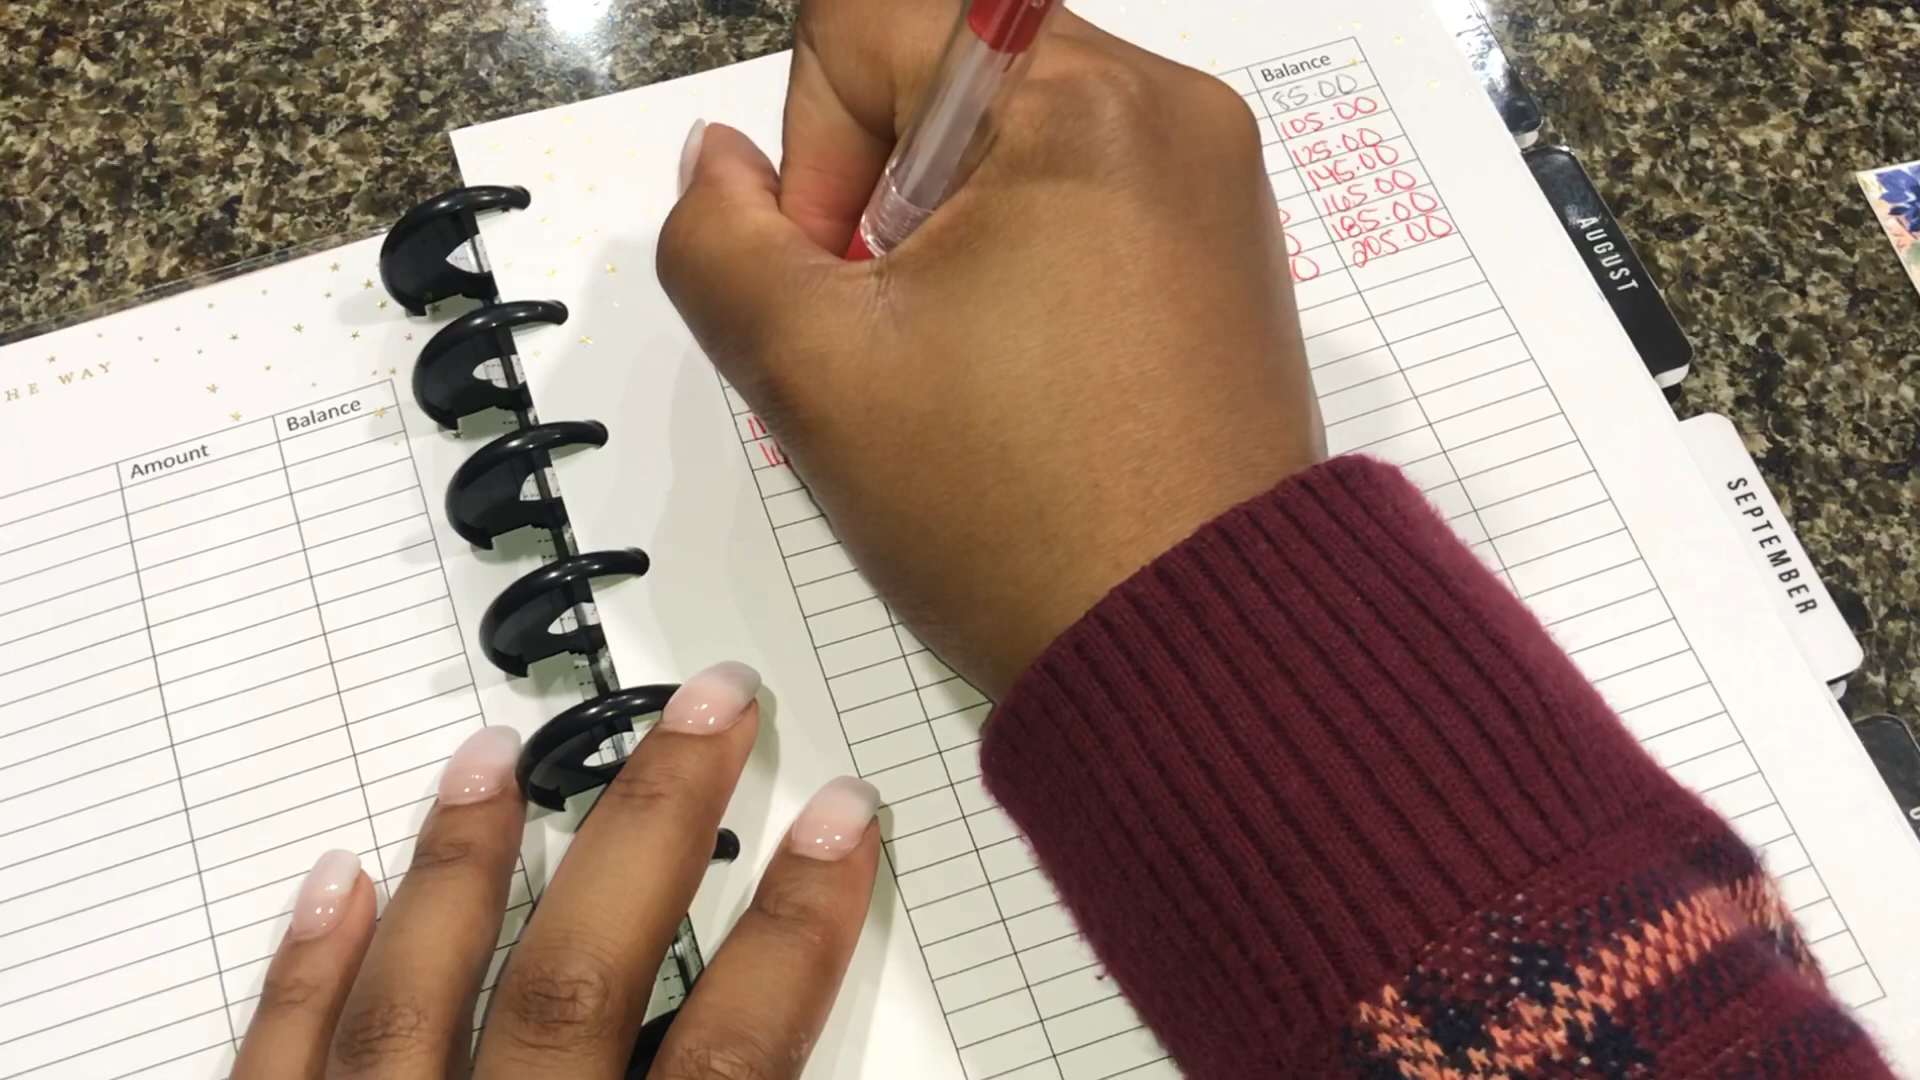 HE WAY
Amount Balance
Balance
85.00
105.00
125.00
145.00
165.00
185.00
205.00
AUGUST
SEPTEMBER